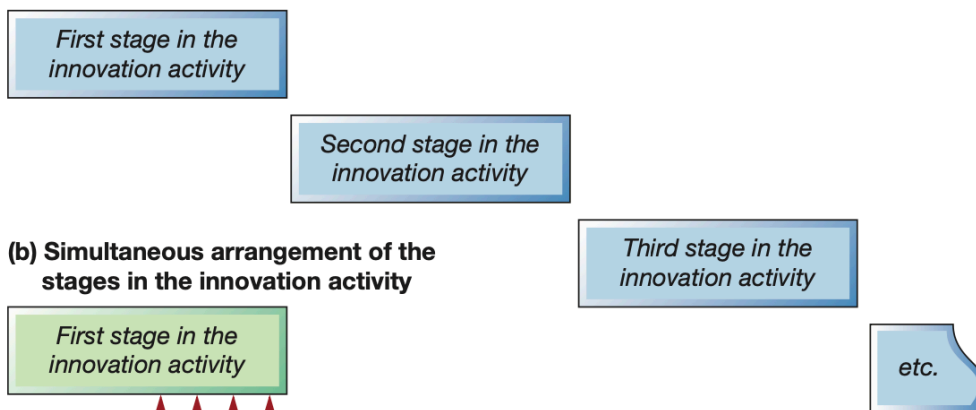 First stage in the
innovation activity
Second stage in the
innovation activity
(b) Simultaneous arrangement of the
stages in the innovation activity
Third stage in the
innovation activity
First stage in the
innovation activity
etc.